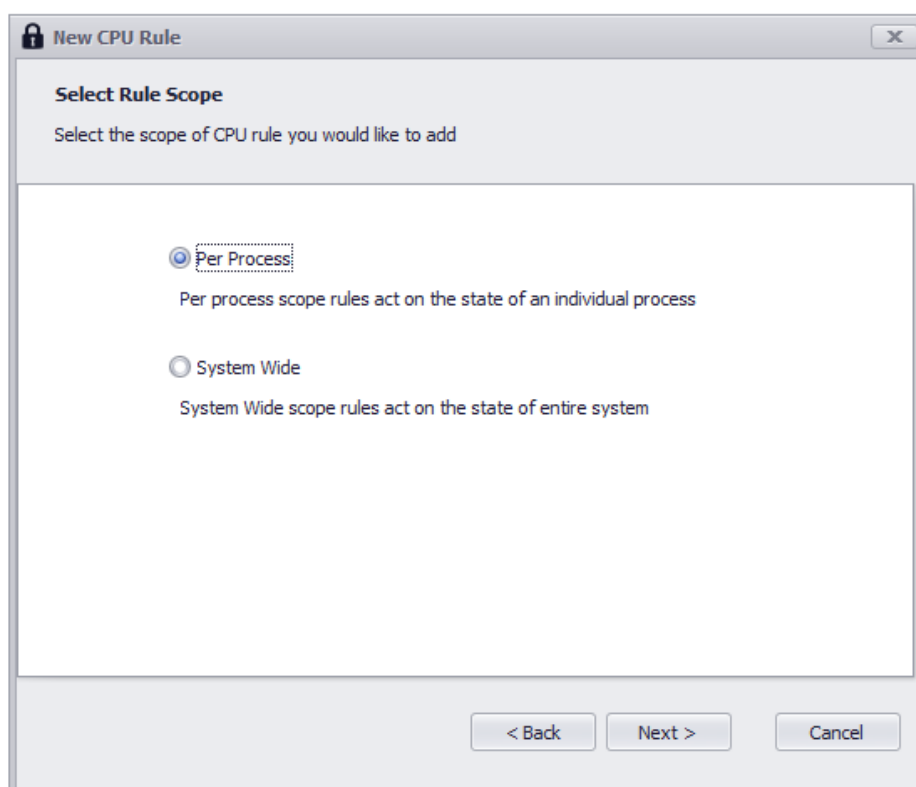 New CPU Rule
Select Rule Scope
Select the scope of CPU rule you would like to add
Per Process
Per process scope rules act on the state of an individual process
System Wide
System Wide scope rules act on the state of entire system
< Back Next > Cancel